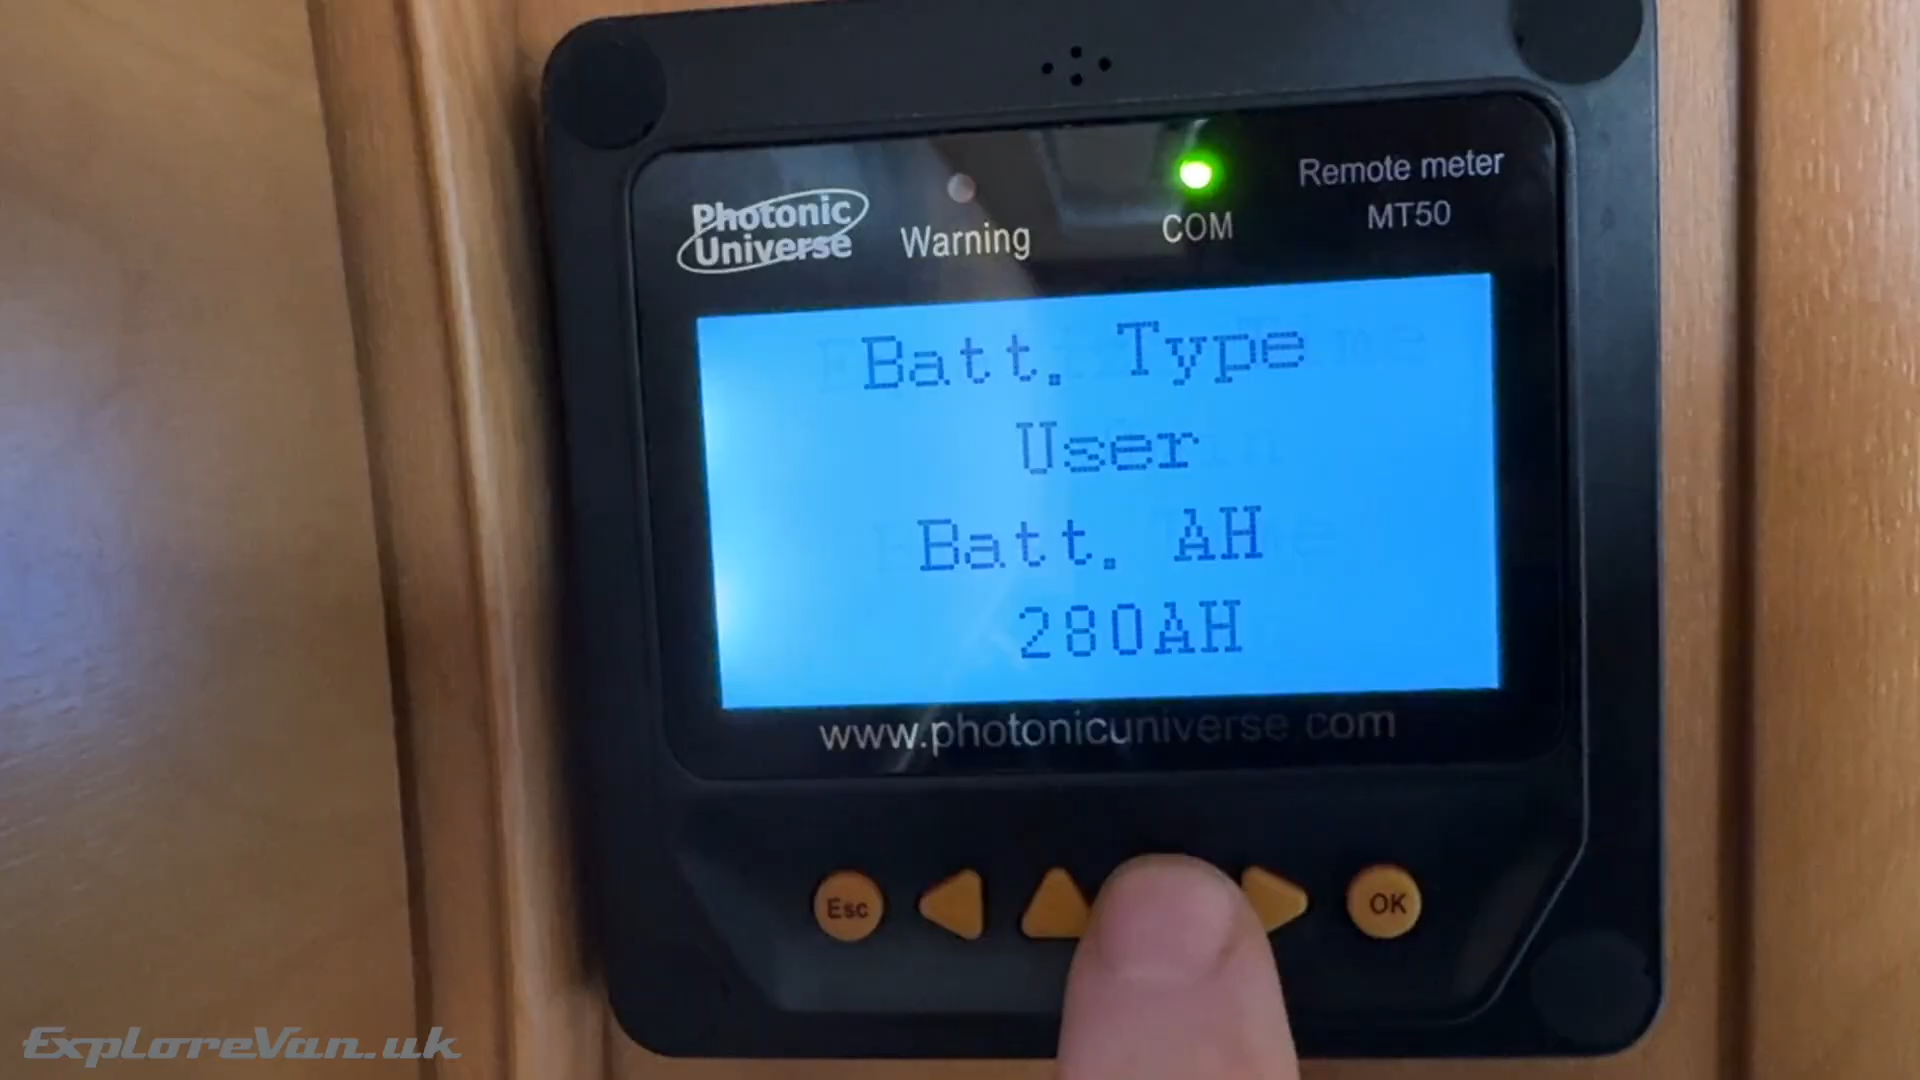 Photonic
Universe
Warning
COM
Remote meter
MT50
Batt. Type
User
Batt. AH
280AH
www.photonicuniverse.com
Esc
OK
ExploreVan.uk